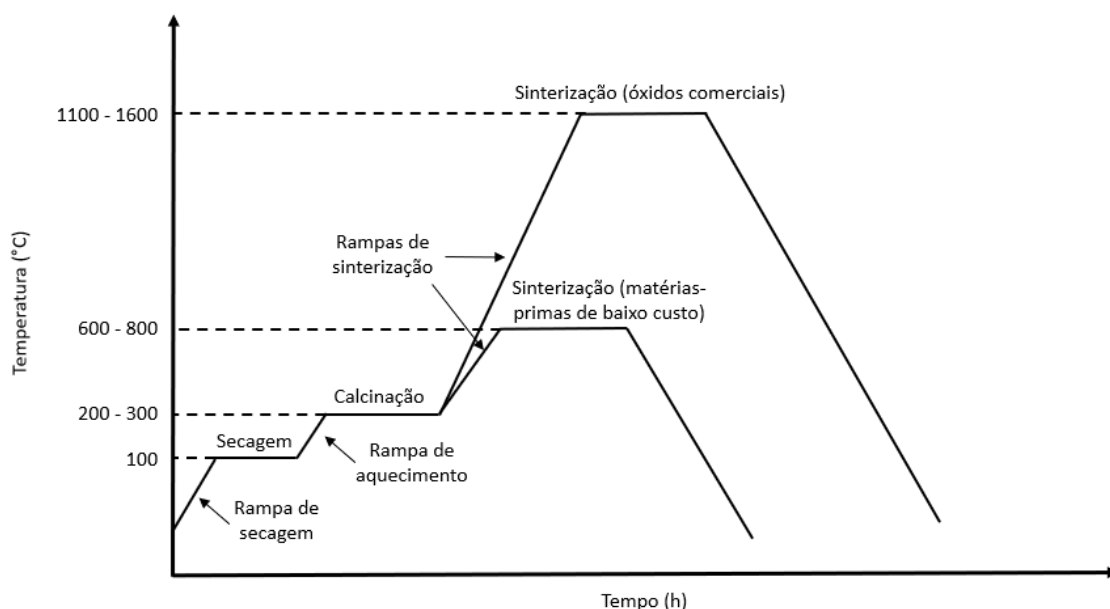 Sinterização (óxidos comerciais)
1100 - 1600
Rampas de
sinterização
Sinterização (matérias-
primas de baixo custo)
600 - 800
Temperatura (°C)
Calcinação
200 - 300
Secagem
100
Rampa de
aquecimento
Rampa de
secagem
Tempo (h)